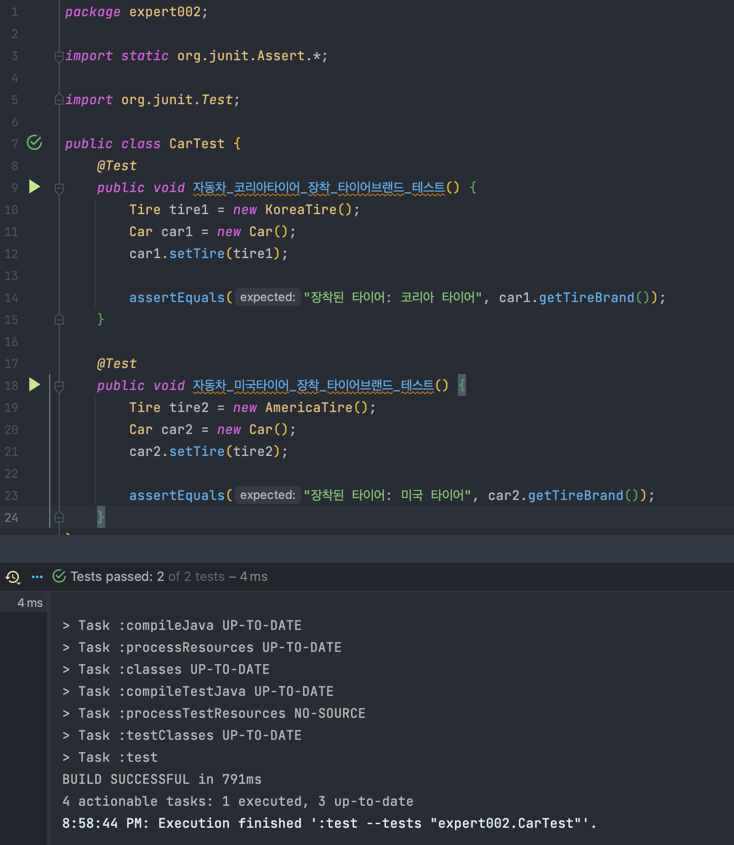 1 package expert002;
2
3 import static org.junit.Assert.*;
4
5 import org.junit.Test;
6
7 public class CarTest {
8 @Test
9 public void 자동차_코리아타이어_장착_타이어브랜드_테스트() {
10 Tire tire1 = new KoreaTire();
11 Car car1 = new Car();
12 car1.setTire(tire1);
13
14 assertEquals( expected: "장착된 타이어: 코리아 타이어", car1.getTireBrand());
15 }
16
17 @Test
18 public void 자동차_미국타이어_장착_타이어브랜드_테스트() {
19 Tire tire2 = new AmericaTire();
20 Car car2 = new Car();
21 car2.setTire(tire2);
22
23 assertEquals( expected: "장착된 타이어: 미국 타이어", car2.getTireBrand());
24 }
Tests passed: 2 of 2 tests – 4 ms
4 ms
> Task :compileJava UP-TO-DATE
> Task :processResources UP-TO-DATE
> Task :classes UP-TO-DATE
> Task :compileTestJava UP-TO-DATE
> Task :processTestResources NO-SOURCE
> Task :testClasses UP-TO-DATE
> Task :test
BUILD SUCCESSFUL in 791ms
4 actionable tasks: 1 executed, 3 up-to-date
8:58:44 PM: Execution finished ':test --tests "expert002.CarTest"'.